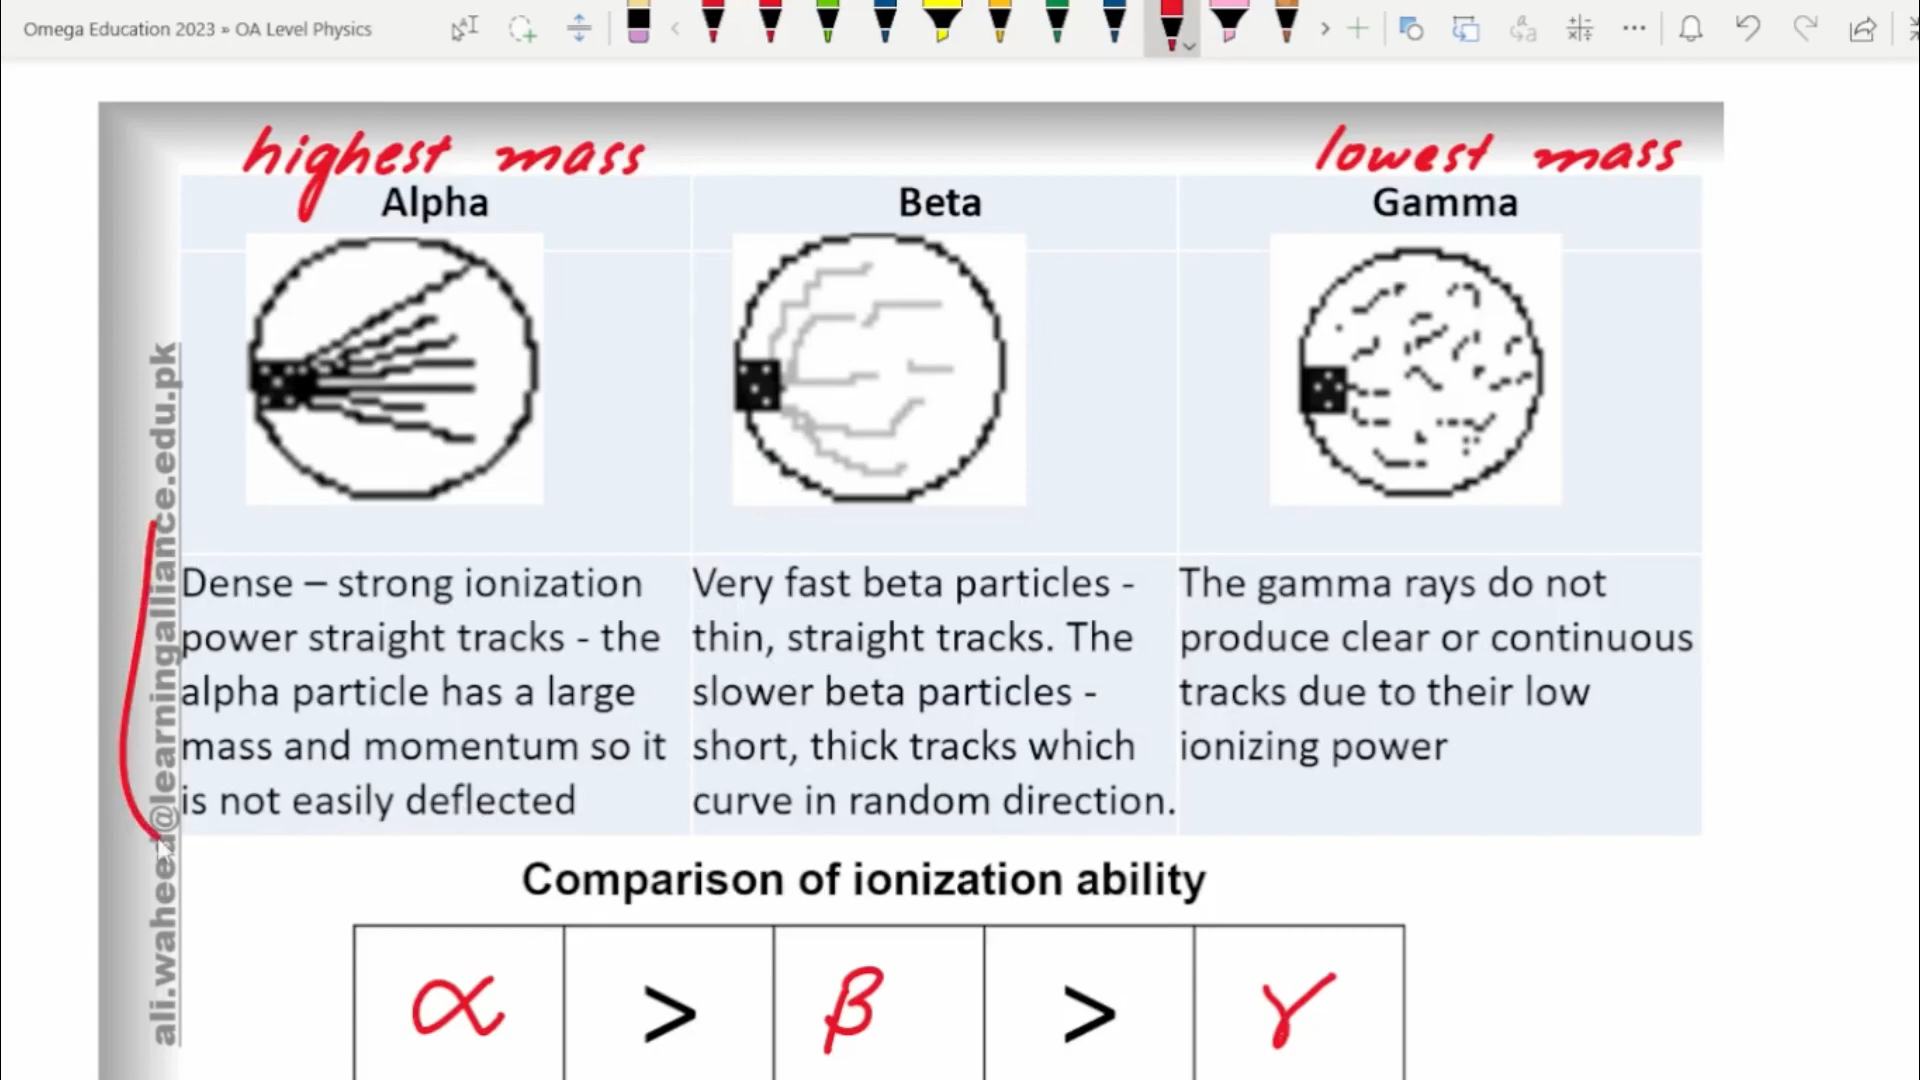 Omega Education 2023 » OA Level Physics
highest mass
lowest mass
Alpha
Beta
Gamma
Dense – strong ionization
power straight tracks - the
alpha particle has a large
mass and momentum so it
is not easily deflected
Very fast beta particles -
thin, straight tracks. The
slower beta particles -
short, thick tracks which
curve in random direction.
The gamma rays do not
produce clear or continuous
tracks due to their low
ionizing power
ali.waheed@learningalliance.edu.pk
Comparison of ionization ability
α > β > γ